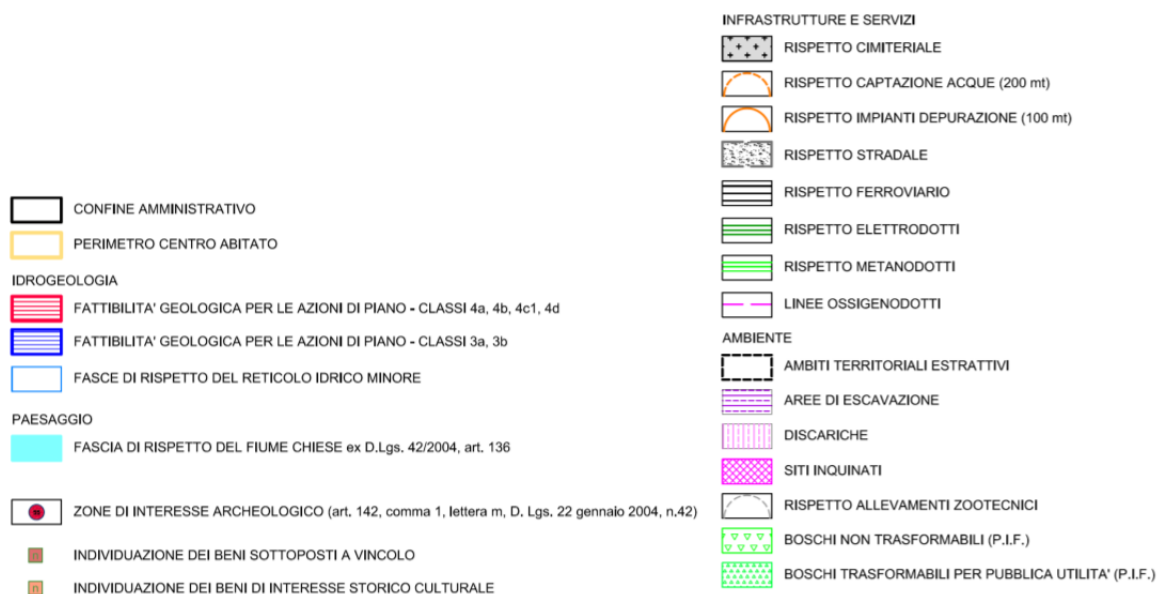 CONFINE AMMINISTRATIVO
PERIMETRO CENTRO ABITATO
IDROGEOLOGIA
FATTIBILITA' GEOLOGICA PER LE AZIONI DI PIANO - CLASSI 4a, 4b, 4c1, 4d
FATTIBILITA' GEOLOGICA PER LE AZIONI DI PIANO - CLASSI 3a, 3b
FASCE DI RISPETTO DEL RETICOLO IDRICO MINORE
PAESAGGIO
FASCIA DI RISPETTO DEL FIUME CHIESE ex D.Lgs. 42/2004, art. 136
ZONE DI INTERESSE ARCHEOLOGICO (art. 142, comma 1, lettera m, D. Lgs. 22 gennaio 2004, n.42)
n INDIVIDUAZIONE DEI BENI SOTTOPOSTI A VINCOLO
n INDIVIDUAZIONE DEI BENI DI INTERESSE STORICO CULTURALE
INFRASTRUTTURE E SERVIZI
RISPETTO CIMITERIALE
RISPETTO CAPTAZIONE ACQUE (200 mt)
RISPETTO IMPIANTI DEPURAZIONE (100 mt)
RISPETTO STRADALE
RISPETTO FERROVIARIO
RISPETTO ELETTRODOTTI
RISPETTO METANODOTTI
LINEE OSSIGENODOTTI
AMBIENTE
AMBITI TERRITORIALI ESTRATTIVI
AREE DI ESCAVAZIONE
DISCARICHE
SITI INQUINATI
RISPETTO ALLEVAMENTI ZOOTECNICI
BOSCHI NON TRASFORMABILI (P.I.F.)
BOSCHI TRASFORMABILI PER PUBBLICA UTILITA' (P.I.F.)